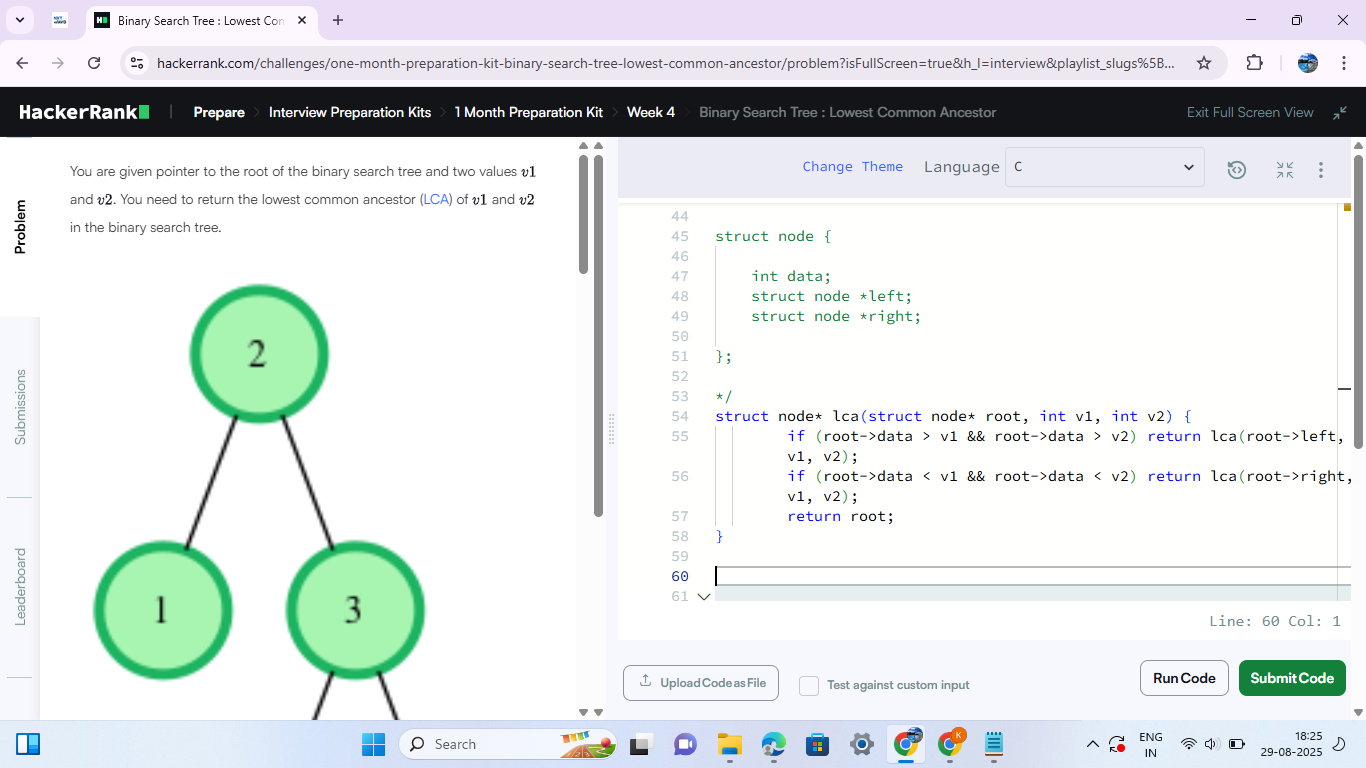 Binary Search Tree : Lowest Com
hackerrank.com/challenges/one-month-preparation-kit-binary-search-tree-lowest-common-ancestor/problem?isFullScreen=true&h_l=interview&playlist_slugs%5B...
HackerRank
Prepare
Interview Preparation Kits
1 Month Preparation Kit
Week 4
Binary Search Tree : Lowest Common Ancestor
Exit Full Screen View
Problem
Submissions
Leaderboard
You are given pointer to the root of the binary search tree and two values v1
and v2. You need to return the lowest common ancestor (LCA) of v1 and v2
in the binary search tree.
2
1
3
Change Theme
Language
C
44
45 struct node {
46
47 int data;
48 struct node *left;
49 struct node *right;
50
51 };
52
53 */
54 struct node* lca(struct node* root, int v1, int v2) {
55 if (root->data > v1 && root->data > v2) return lca(root->left,
v1, v2);
56 if (root->data < v1 && root->data < v2) return lca(root->right,
v1, v2);
57 return root;
58 }
59
60
61
Line: 60 Col: 1
Upload Code as File
Test against custom input
Run Code
Submit Code
Search
K
ENG
IN
18:25
29-08-2025